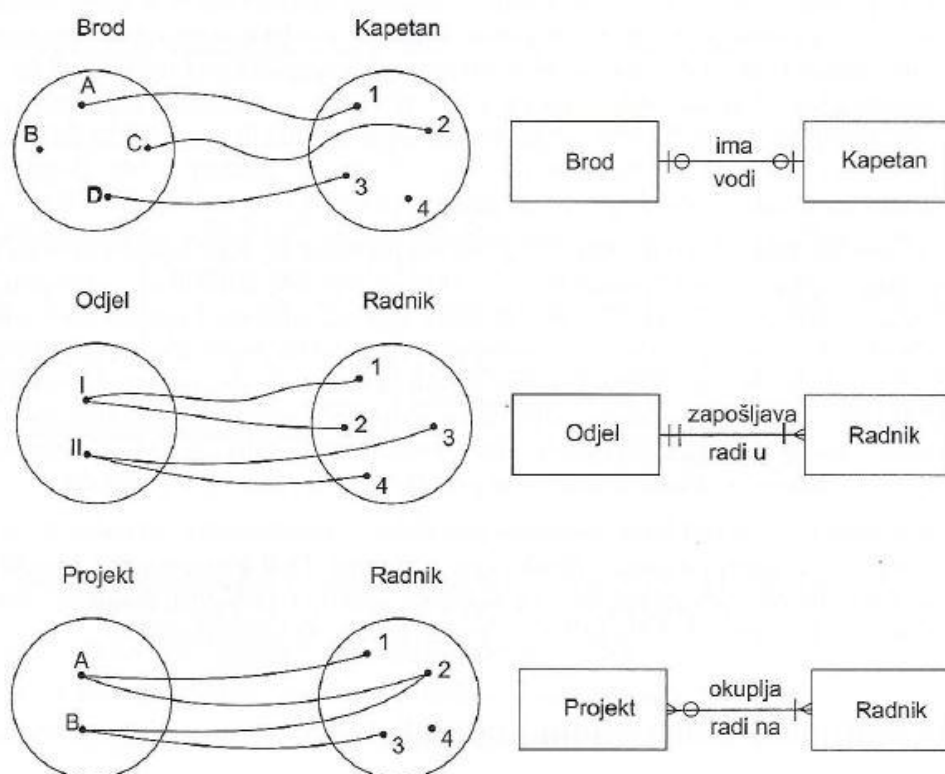 Brod Kapetan
A 1
B C 2
D 3
4
Brod ima Kapetan
vodi
Odjel Radnik
I 1
2 3
II 4
Odjel zapošljava Radnik
radi u
Projekt Radnik
A 1
2
B 3 4
Projekt okuplja Radnik
radi na